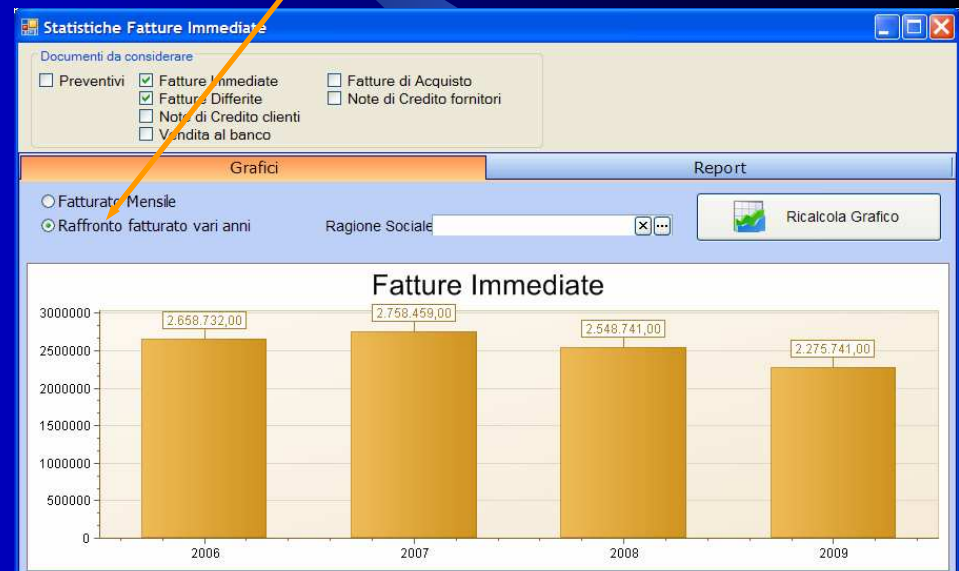 Statistiche Fatture Immediate
Documenti da considerare
Preventivi
Fatture Immediate
Fatture di Acquisto
Fatture Differite
Note di Credito fornitori
Note di Credito clienti
Vendita al banco
Grafici
Report
Fatturato Mensile
Raffronto fatturato vari anni
Ragione Sociale
Ricalcola Grafico
Fatture Immediate
3000000
2500000
2000000
1500000
1000000
500000
0
2.658.732,00
2.758.459,00
2.548.741,00
2.275.741,00
2006
2007
2008
2009